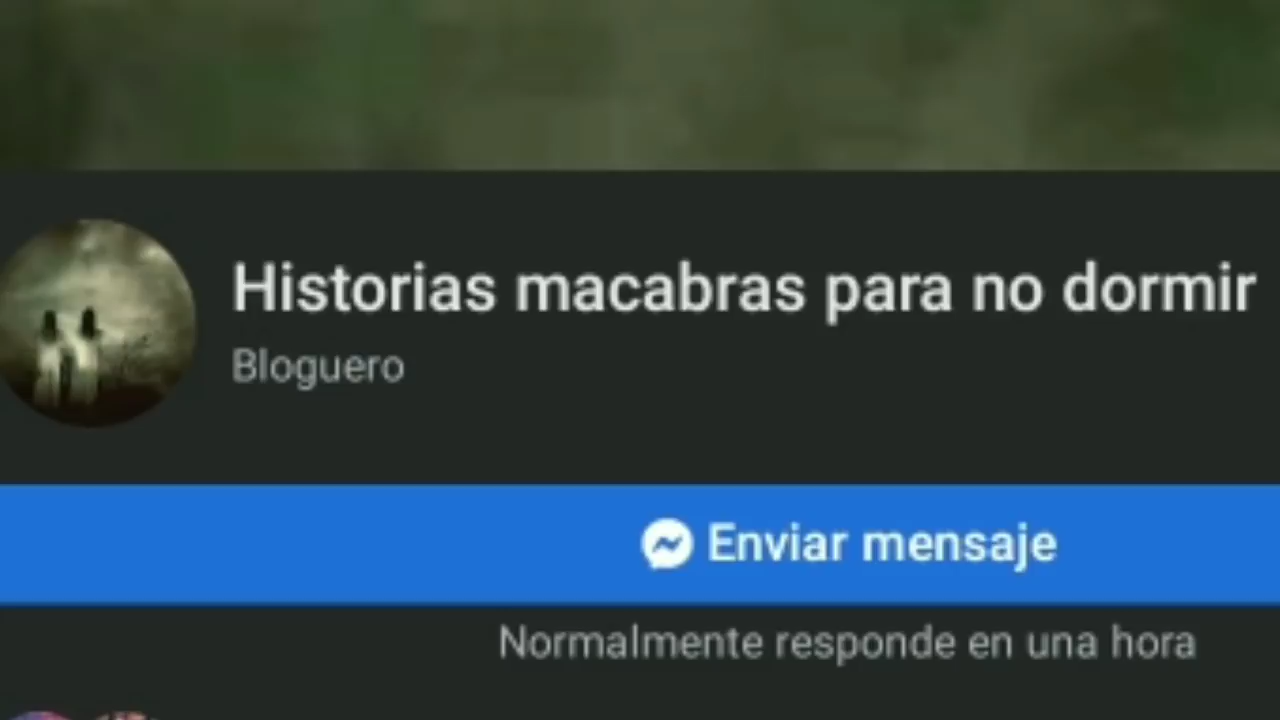 Historias macabras para no dormir
Bloguero
Enviar mensaje
Normalmente responde en una hora